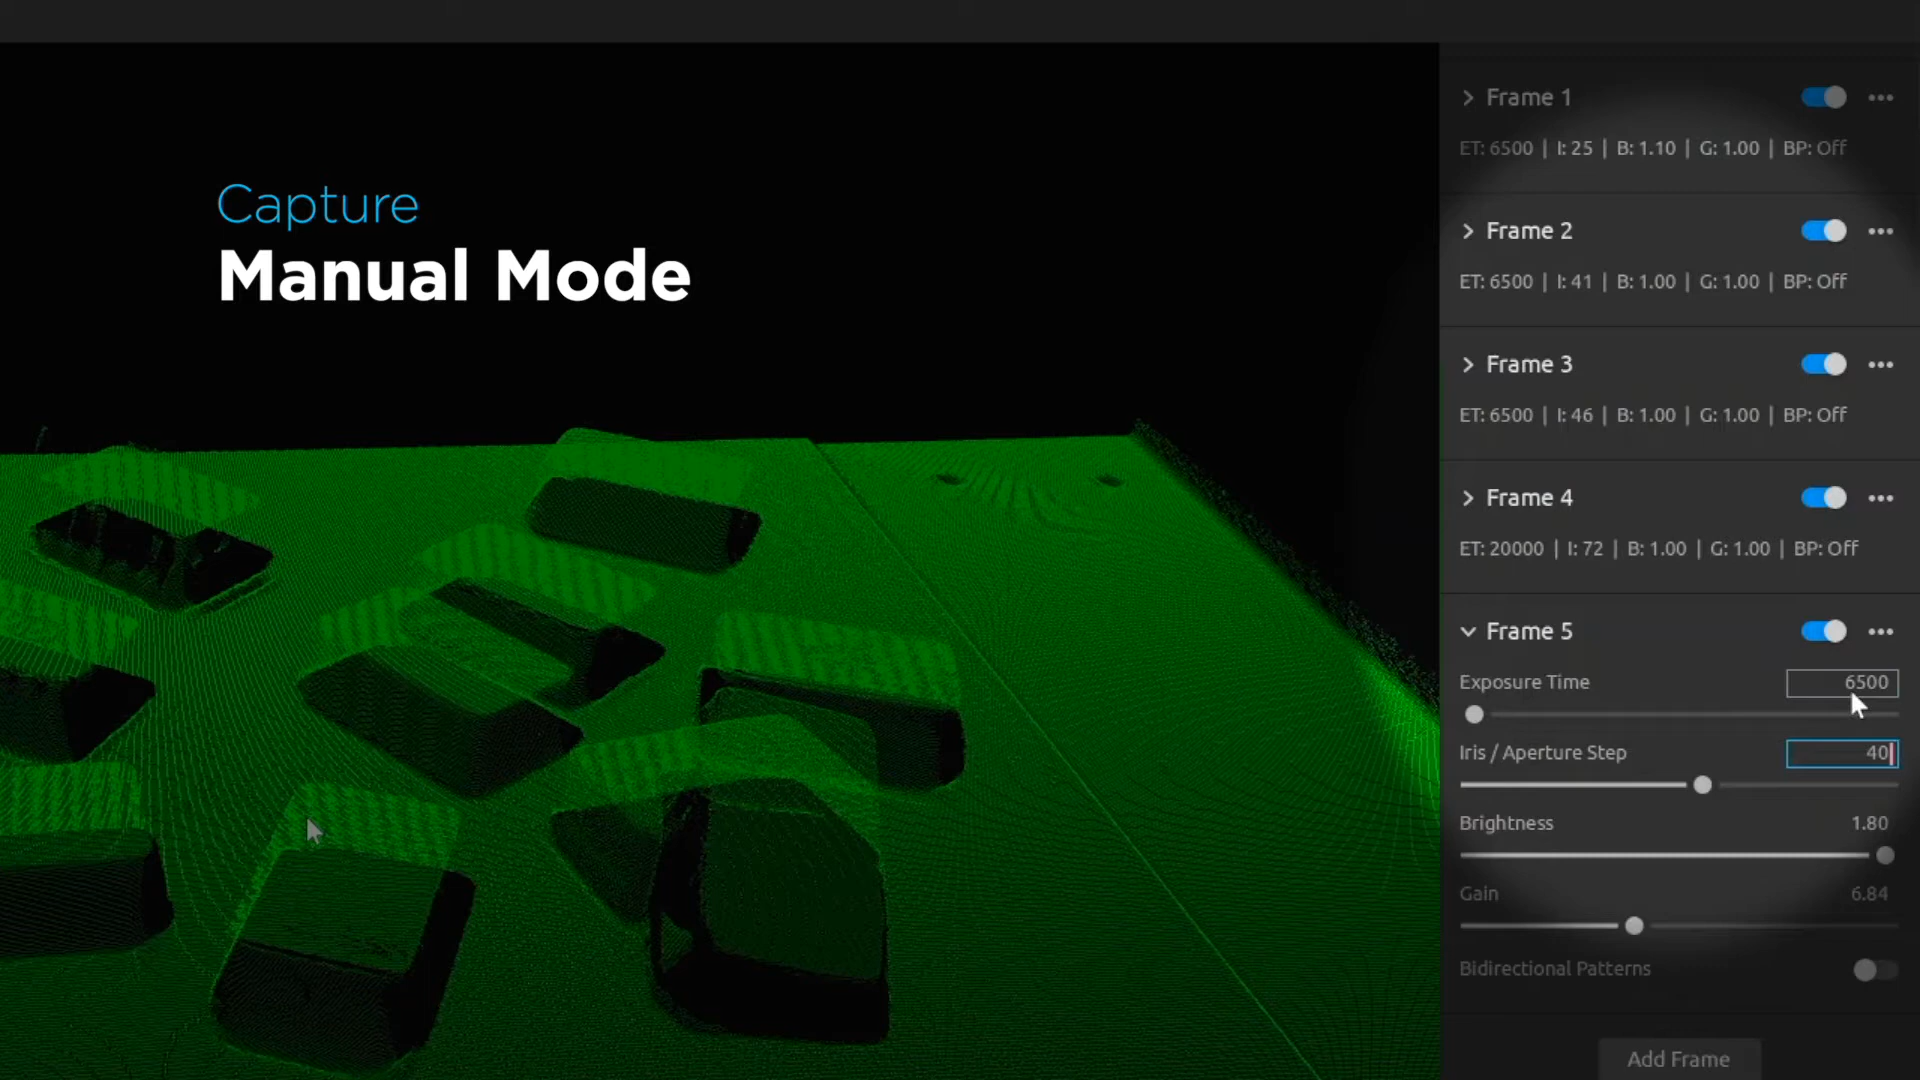 Capture
Manual Mode
Frame 1
ET: 6500 | I: 25 | B: 1.10 | G: 1.00 | BP: Off
Frame 2
ET: 6500 | I: 41 | B: 1.00 | G: 1.00 | BP: Off
Frame 3
ET: 6500 | I: 46 | B: 1.00 | G: 1.00 | BP: Off
Frame 4
ET: 20000 | I: 72 | B: 1.00 | G: 1.00 | BP: Off
Frame 5
Exposure Time 6500
Iris / Aperture Step 40
Brightness 1.80
Gain 6.84
Bidirectional Patterns
Add Frame